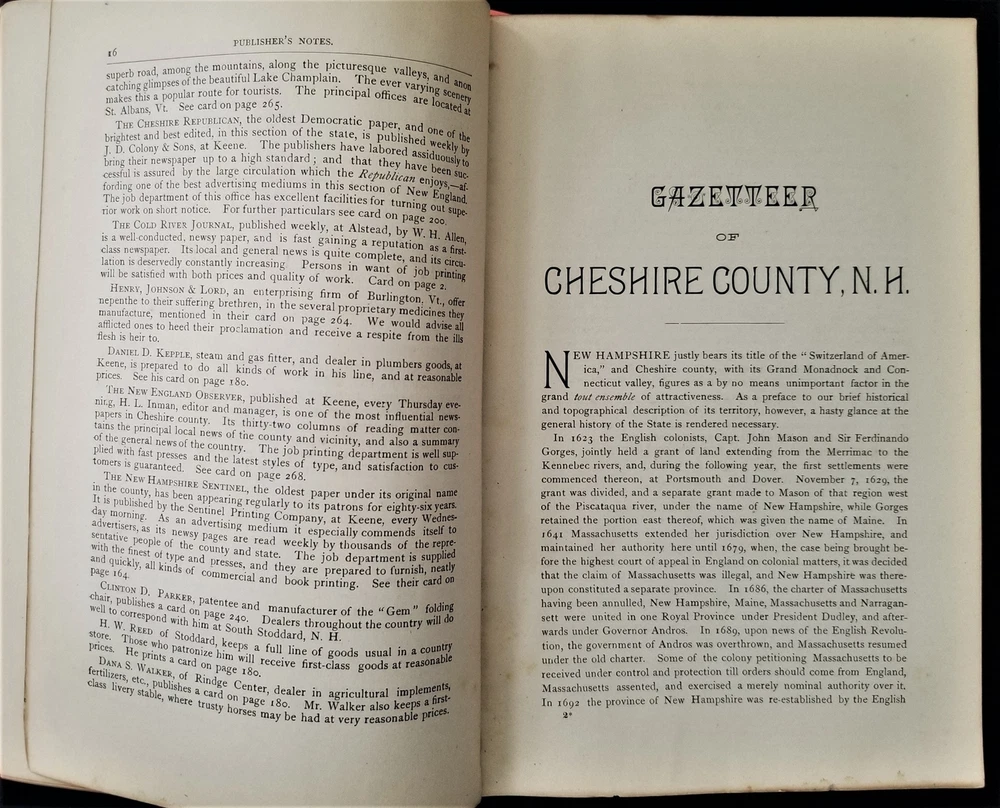 16
PUBLISHER'S NOTES.
superb road, among the mountains, along the picturesque valleys, and anon
catching glimpses of the beautiful Lake Champlain. The ever varying scenery
makes this a popular route for tourists. The principal offices are located at
St. Albans, Vt. See card on page 265.
THE CHESHIRE REPUBLICAN, the oldest Democratic paper, and one of the
brightest and best edited, in this section of the state, is published weekly by
J. D. Colony & Sons, at Keene. The publishers have labored assiduously to
bring their newspaper up to a high standard; and that they have been suc-
cessful is assured by the large circulation which the Republican enjoys,—af-
fording one of the best advertising mediums in this section of New England.
The job department of this office has excellent facilities for turning out supe-
rior work on short notice. For further particulars see card on page 200.
THE COLD RIVER JOURNAL, published weekly, at Alstead, by W. H. Allen,
is a well-conducted, newsy paper, and is fast gaining a reputation as a first-
class newspaper. Its local and general news is quite complete, and its circu-
lation is deservedly constantly increasing Persons in want of job printing
will be satisfied with both prices and quality of work. Card on page 2.
HENRY, JOHNSON & LORD, an enterprising firm of Burlington, Vt., offer
nepenthe to their suffering brethren, in the several proprietary medicines they
manufacture, mentioned in their card on page 264. We would advise all
afflicted ones to heed their proclamation and receive a respite from the ills
flesh is heir to.
DANIEL D. KEPPLE, steam and gas fitter, and dealer in plumbers goods, at
Keene, is prepared to do all kinds of work in his line, and at reasonable
prices. See his card on page 180.
THE NEW ENGLAND OBSERVER, published at Keene, every Thursday eve-
ning, H. L. Inman, editor and manager, is one of the most influential news-
papers in Cheshire county. Its thirty-two columns of reading matter con-
tains the principal local news of the county and vicinity, and also a summary
of the general news of the country. The job printing department is well sup-
plied with fast presses and the latest styles of type, and satisfaction to cus-
tomers is guaranteed. See card on page 268.
THE NEW HAMPSHIRE SENTINEL, the oldest paper under its original name
in the county, has been appearing regularly to its patrons for eighty-six years.
It is published by the Sentinel Printing Company, at Keene, every Wednes-
day morning. As an advertising medium it especially commends itself to
advertisers, as its newsy pages are read weekly by thousands of the repre-
sentative people of the county and state. The job department is supplied
with the finest of type and presses, and they are prepared to furnish, neatly
and quickly, all kinds of commercial and book printing. See their card on
page 164.
CLINTON D. PARKER, patentee and manufacturer of the "Gem" folding
chair, publishes a card on page 240. Dealers throughout the country will do
well to correspond with him at South Stoddard, N. H.
H. W. REED of Stoddard, keeps a full line of goods usual in a country
store. Those who patronize him will receive first-class goods at reasonable
prices. He prints a card on page 180.
DANA S. WALKER, of Rindge Center, dealer in agricultural implements,
fertilizers, etc., publishes a card on page 180. Mr. Walker also keeps a first-
class livery stable, where trusty horses may be had at very reasonable prices.
GAZETTEER
OF
CHESHIRE COUNTY, N. H.
NEW HAMPSHIRE justly bears its title of the "Switzerland of Amer-
ica," and Cheshire county, with its Grand Monadnock and Con-
necticut valley, figures as a by no means unimportant factor in the
grand tout ensemble of attractiveness. As a preface to our brief historical
and topographical description of its territory, however, a hasty glance at the
general history of the State is rendered necessary.
In 1623 the English colonists, Capt. John Mason and Sir Ferdinando
Gorges, jointly held a grant of land extending from the Merrimac to the
Kennebec rivers, and, during the following year, the first settlements were
commenced thereon, at Portsmouth and Dover. November 7, 1629, the
grant was divided, and a separate grant made to Mason of that region west
of the Piscataqua river, under the name of New Hampshire, while Gorges
retained the portion east thereof, which was given the name of Maine. In
1641 Massachusetts extended her jurisdiction over New Hampshire, and
maintained her authority here until 1679, when, the case being brought be-
fore the highest court of appeal in England on colonial matters, it was decided
that the claim of Massachusetts was illegal, and New Hampshire was there-
upon constituted a separate province. In 1686, the charter of Massachusetts
having been annulled, New Hampshire, Maine, Massachusetts and Narragan-
sett were united in one Royal Province under President Dudley, and after-
wards under Governor Andros. In 1689, upon news of the English Revolu-
tion, the government of Andros was overthrown, and Massachusetts resumed
under the old charter. Some of the colony petitioning Massachusetts to be
received under control and protection till orders should come from England,
Massachusetts assented, and exercised a merely nominal authority over it.
In 1692 the province of New Hampshire was re-established by the English
2*